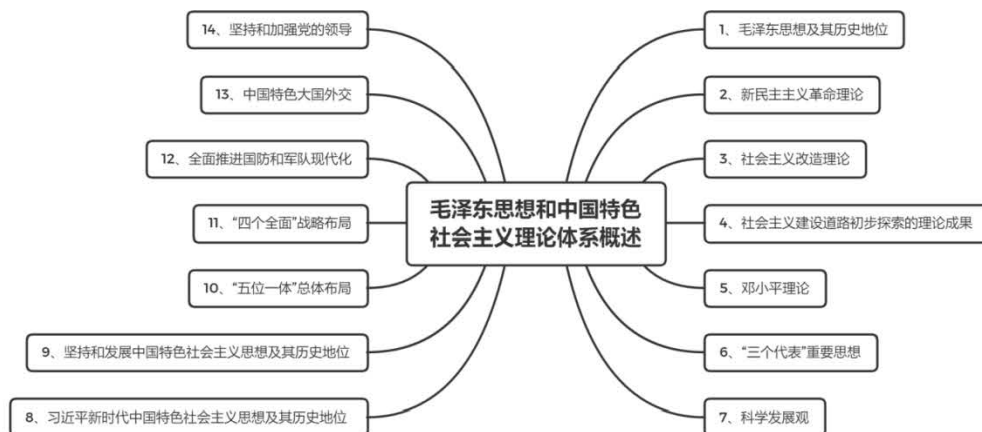 毛泽东思想和中国特色
社会主义理论体系概述
1、毛泽东思想及其历史地位
2、新民主主义革命理论
3、社会主义改造理论
4、社会主义建设道路初步探索的理论成果
5、邓小平理论
6、“三个代表”重要思想
7、科学发展观
8、习近平新时代中国特色社会主义思想及其历史地位
9、坚持和发展中国特色社会主义思想及其历史地位
10、“五位一体”总体布局
11、“四个全面”战略布局
12、全面推进国防和军队现代化
13、中国特色大国外交
14、坚持和加强党的领导